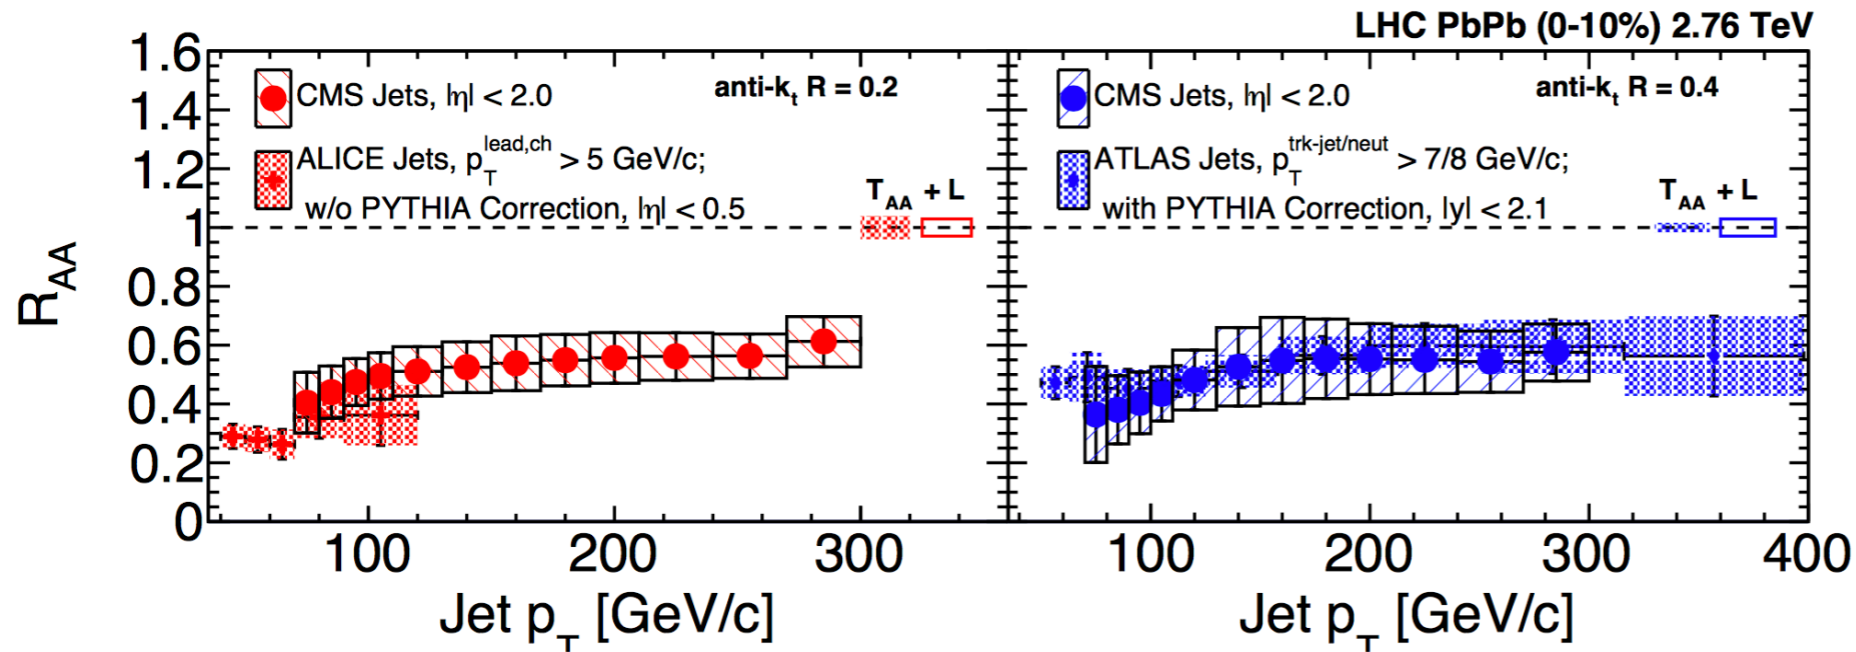 LHC PbPb (0-10%) 2.76 TeV
R_AA
1.6
1.4
1.2
1
0.8
0.6
0.4
0.2
0
CMS Jets, |η| < 2.0
anti-k_t R = 0.2
ALICE Jets, p_T^lead,ch > 5 GeV/c;
w/o PYTHIA Correction, |η| < 0.5
T_AA + L
100 200 300
Jet p_T [GeV/c]
CMS Jets, |η| < 2.0
anti-k_t R = 0.4
ATLAS Jets, p_T^trk-jet/neut > 7/8 GeV/c;
with PYTHIA Correction, |y| < 2.1
T_AA + L
100 200 300 400
Jet p_T [GeV/c]